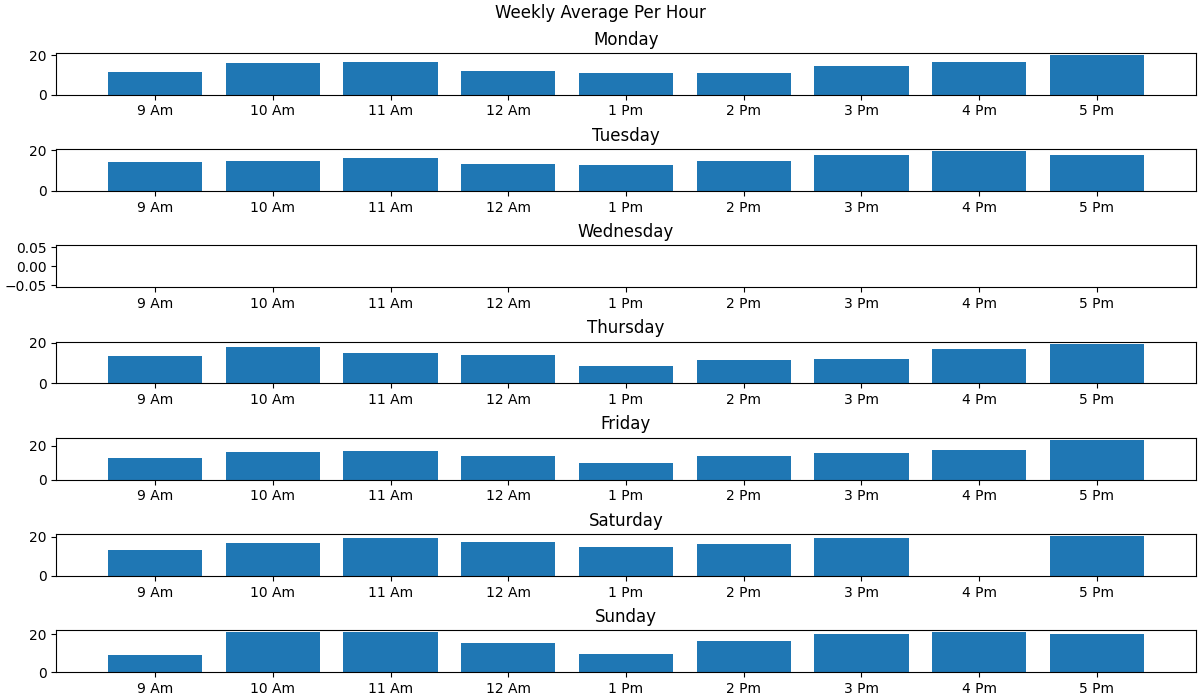 Weekly Average Per Hour
Monday
20
0
9 Am 10 Am 11 Am 12 Am 1 Pm 2 Pm 3 Pm 4 Pm 5 Pm
Tuesday
20
0
9 Am 10 Am 11 Am 12 Am 1 Pm 2 Pm 3 Pm 4 Pm 5 Pm
Wednesday
0.05
0.00
−0.05
9 Am 10 Am 11 Am 12 Am 1 Pm 2 Pm 3 Pm 4 Pm 5 Pm
Thursday
20
0
9 Am 10 Am 11 Am 12 Am 1 Pm 2 Pm 3 Pm 4 Pm 5 Pm
Friday
20
0
9 Am 10 Am 11 Am 12 Am 1 Pm 2 Pm 3 Pm 4 Pm 5 Pm
Saturday
20
0
9 Am 10 Am 11 Am 12 Am 1 Pm 2 Pm 3 Pm 4 Pm 5 Pm
Sunday
20
0
9 Am 10 Am 11 Am 12 Am 1 Pm 2 Pm 3 Pm 4 Pm 5 Pm